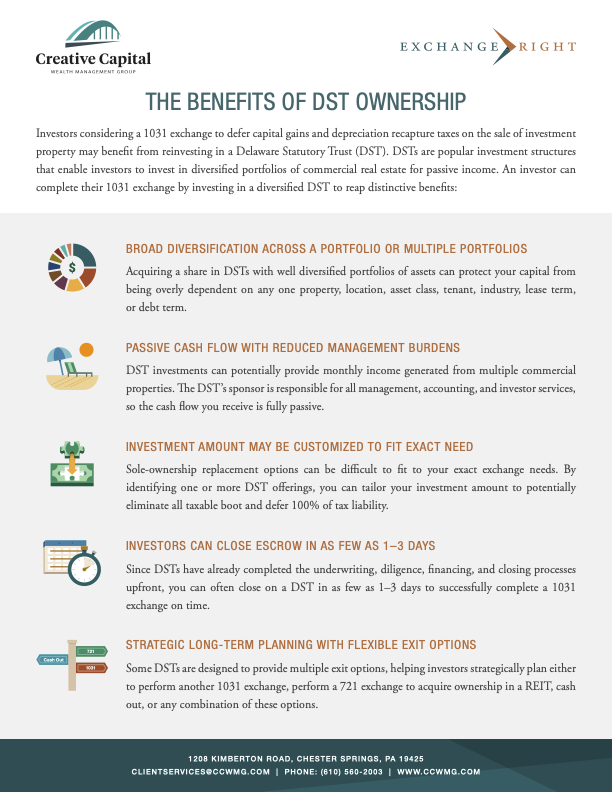 Creative Capital
WEALTH MANAGEMENT GROUP
EXCHANGE RIGHT
THE BENEFITS OF DST OWNERSHIP
Investors considering a 1031 exchange to defer capital gains and depreciation recapture taxes on the sale of investment
property may benefit from reinvesting in a Delaware Statutory Trust (DST). DSTs are popular investment structures
that enable investors to invest in diversified portfolios of commercial real estate for passive income. An investor can
complete their 1031 exchange by investing in a diversified DST to reap distinctive benefits:
$
BROAD DIVERSIFICATION ACROSS A PORTFOLIO OR MULTIPLE PORTFOLIOS
Acquiring a share in DSTs with well diversified portfolios of assets can protect your capital from
being overly dependent on any one property, location, asset class, tenant, industry, lease term,
or debt term.
PASSIVE CASH FLOW WITH REDUCED MANAGEMENT BURDENS
DST investments can potentially provide monthly income generated from multiple commercial
properties. The DST's sponsor is responsible for all management, accounting, and investor services,
so the cash flow you receive is fully passive.
INVESTMENT AMOUNT MAY BE CUSTOMIZED TO FIT EXACT NEED
Sole-ownership replacement options can be difficult to fit to your exact exchange needs. By
identifying one or more DST offerings, you can tailor your investment amount to potentially
eliminate all taxable boot and defer 100% of tax liability.
INVESTORS CAN CLOSE ESCROW IN AS FEW AS 1–3 DAYS
Since DSTs have already completed the underwriting, diligence, financing, and closing processes
upfront, you can often close on a DST in as few as 1–3 days to successfully complete a 1031
exchange on time.
721
Cash Out
1031
STRATEGIC LONG-TERM PLANNING WITH FLEXIBLE EXIT OPTIONS
Some DSTs are designed to provide multiple exit options, helping investors strategically plan either
to perform another 1031 exchange, perform a 721 exchange to acquire ownership in a REIT, cash
out, or any combination of these options.
1208 KIMBERTON ROAD, CHESTER SPRINGS, PA 19425
CLIENTSERVICES@CCWMG.COM | PHONE: (610) 560-2003 | WWW.CCWMG.COM